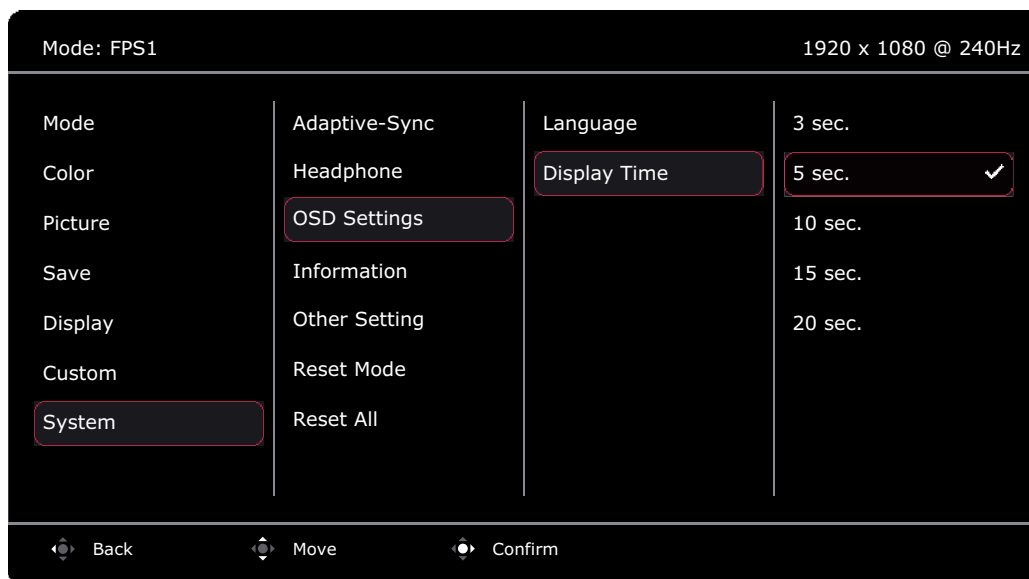 Mode: FPS1
1920 x 1080 @ 240Hz
Mode
Color
Picture
Save
Display
Custom
System
Adaptive-Sync
Headphone
OSD Settings
Information
Other Setting
Reset Mode
Reset All
Language
Display Time
3 sec.
5 sec.
10 sec.
15 sec.
20 sec.
Back
Move
Confirm